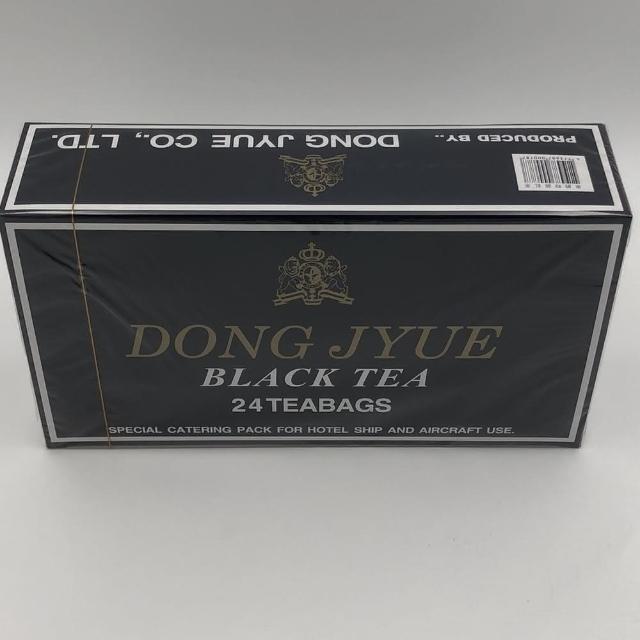 PRODUCED BY..
DONG JYUE CO., LTD.
DONG JYUE
BLACK TEA
24 TEABAGS
SPECIAL CATERING PACK FOR HOTEL SHIP AND AIRCRAFT USE.